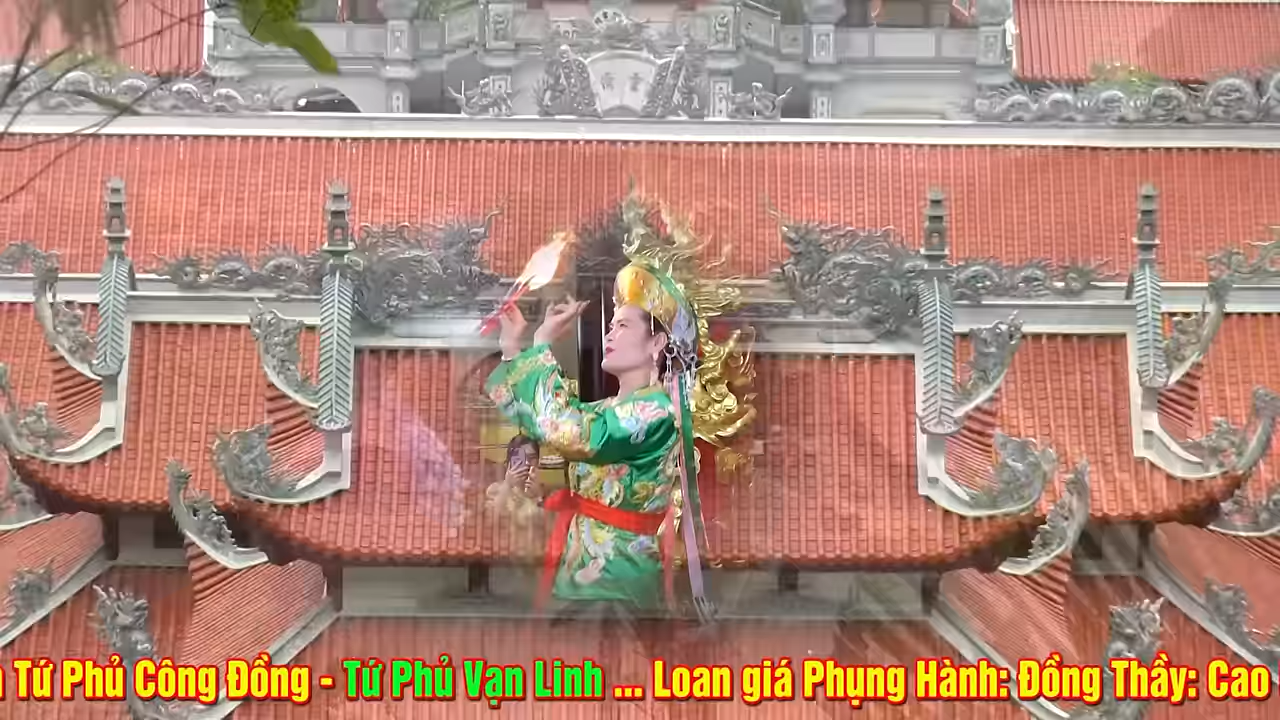 Tứ Phủ Công Đồng - Tứ Phủ Vạn Linh ... Loan giá Phụng Hành: Đồng Thầy: Cao